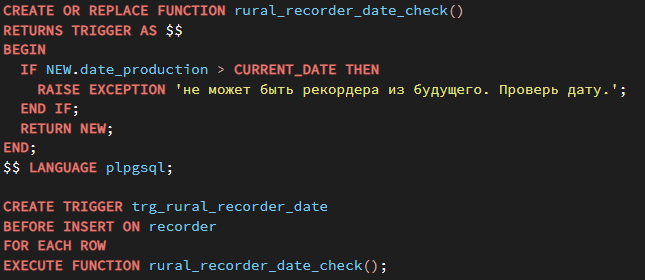 CREATE OR REPLACE FUNCTION rural_recorder_date_check()
RETURNS TRIGGER AS $$
BEGIN
  IF NEW.date_production > CURRENT_DATE THEN
    RAISE EXCEPTION 'не может быть рекордера из будущего. Проверь дату.';
  END IF;
  RETURN NEW;
END;
$$ LANGUAGE plpgsql;

CREATE TRIGGER trg_rural_recorder_date
BEFORE INSERT ON recorder
FOR EACH ROW
EXECUTE FUNCTION rural_recorder_date_check();